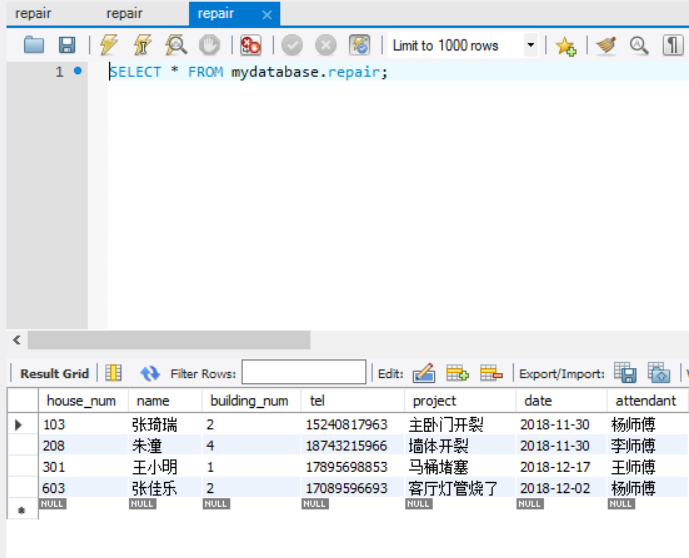 repair repair repair ×
Limit to 1000 rows
1 SELECT * FROM mydatabase.repair;
Result Grid Filter Rows: Edit: Export/Import:
house_num name building_num tel project date attendant
103 张琦瑞 2 15240817963 主卧门开裂 2018-11-30 杨师傅
208 朱潼 4 18743215966 墙体开裂 2018-11-30 李师傅
301 王小明 1 17895698853 马桶堵塞 2018-12-17 王师傅
603 张佳乐 2 17089596693 客厅灯管烧了 2018-12-02 杨师傅
NULL NULL NULL NULL NULL NULL NULL